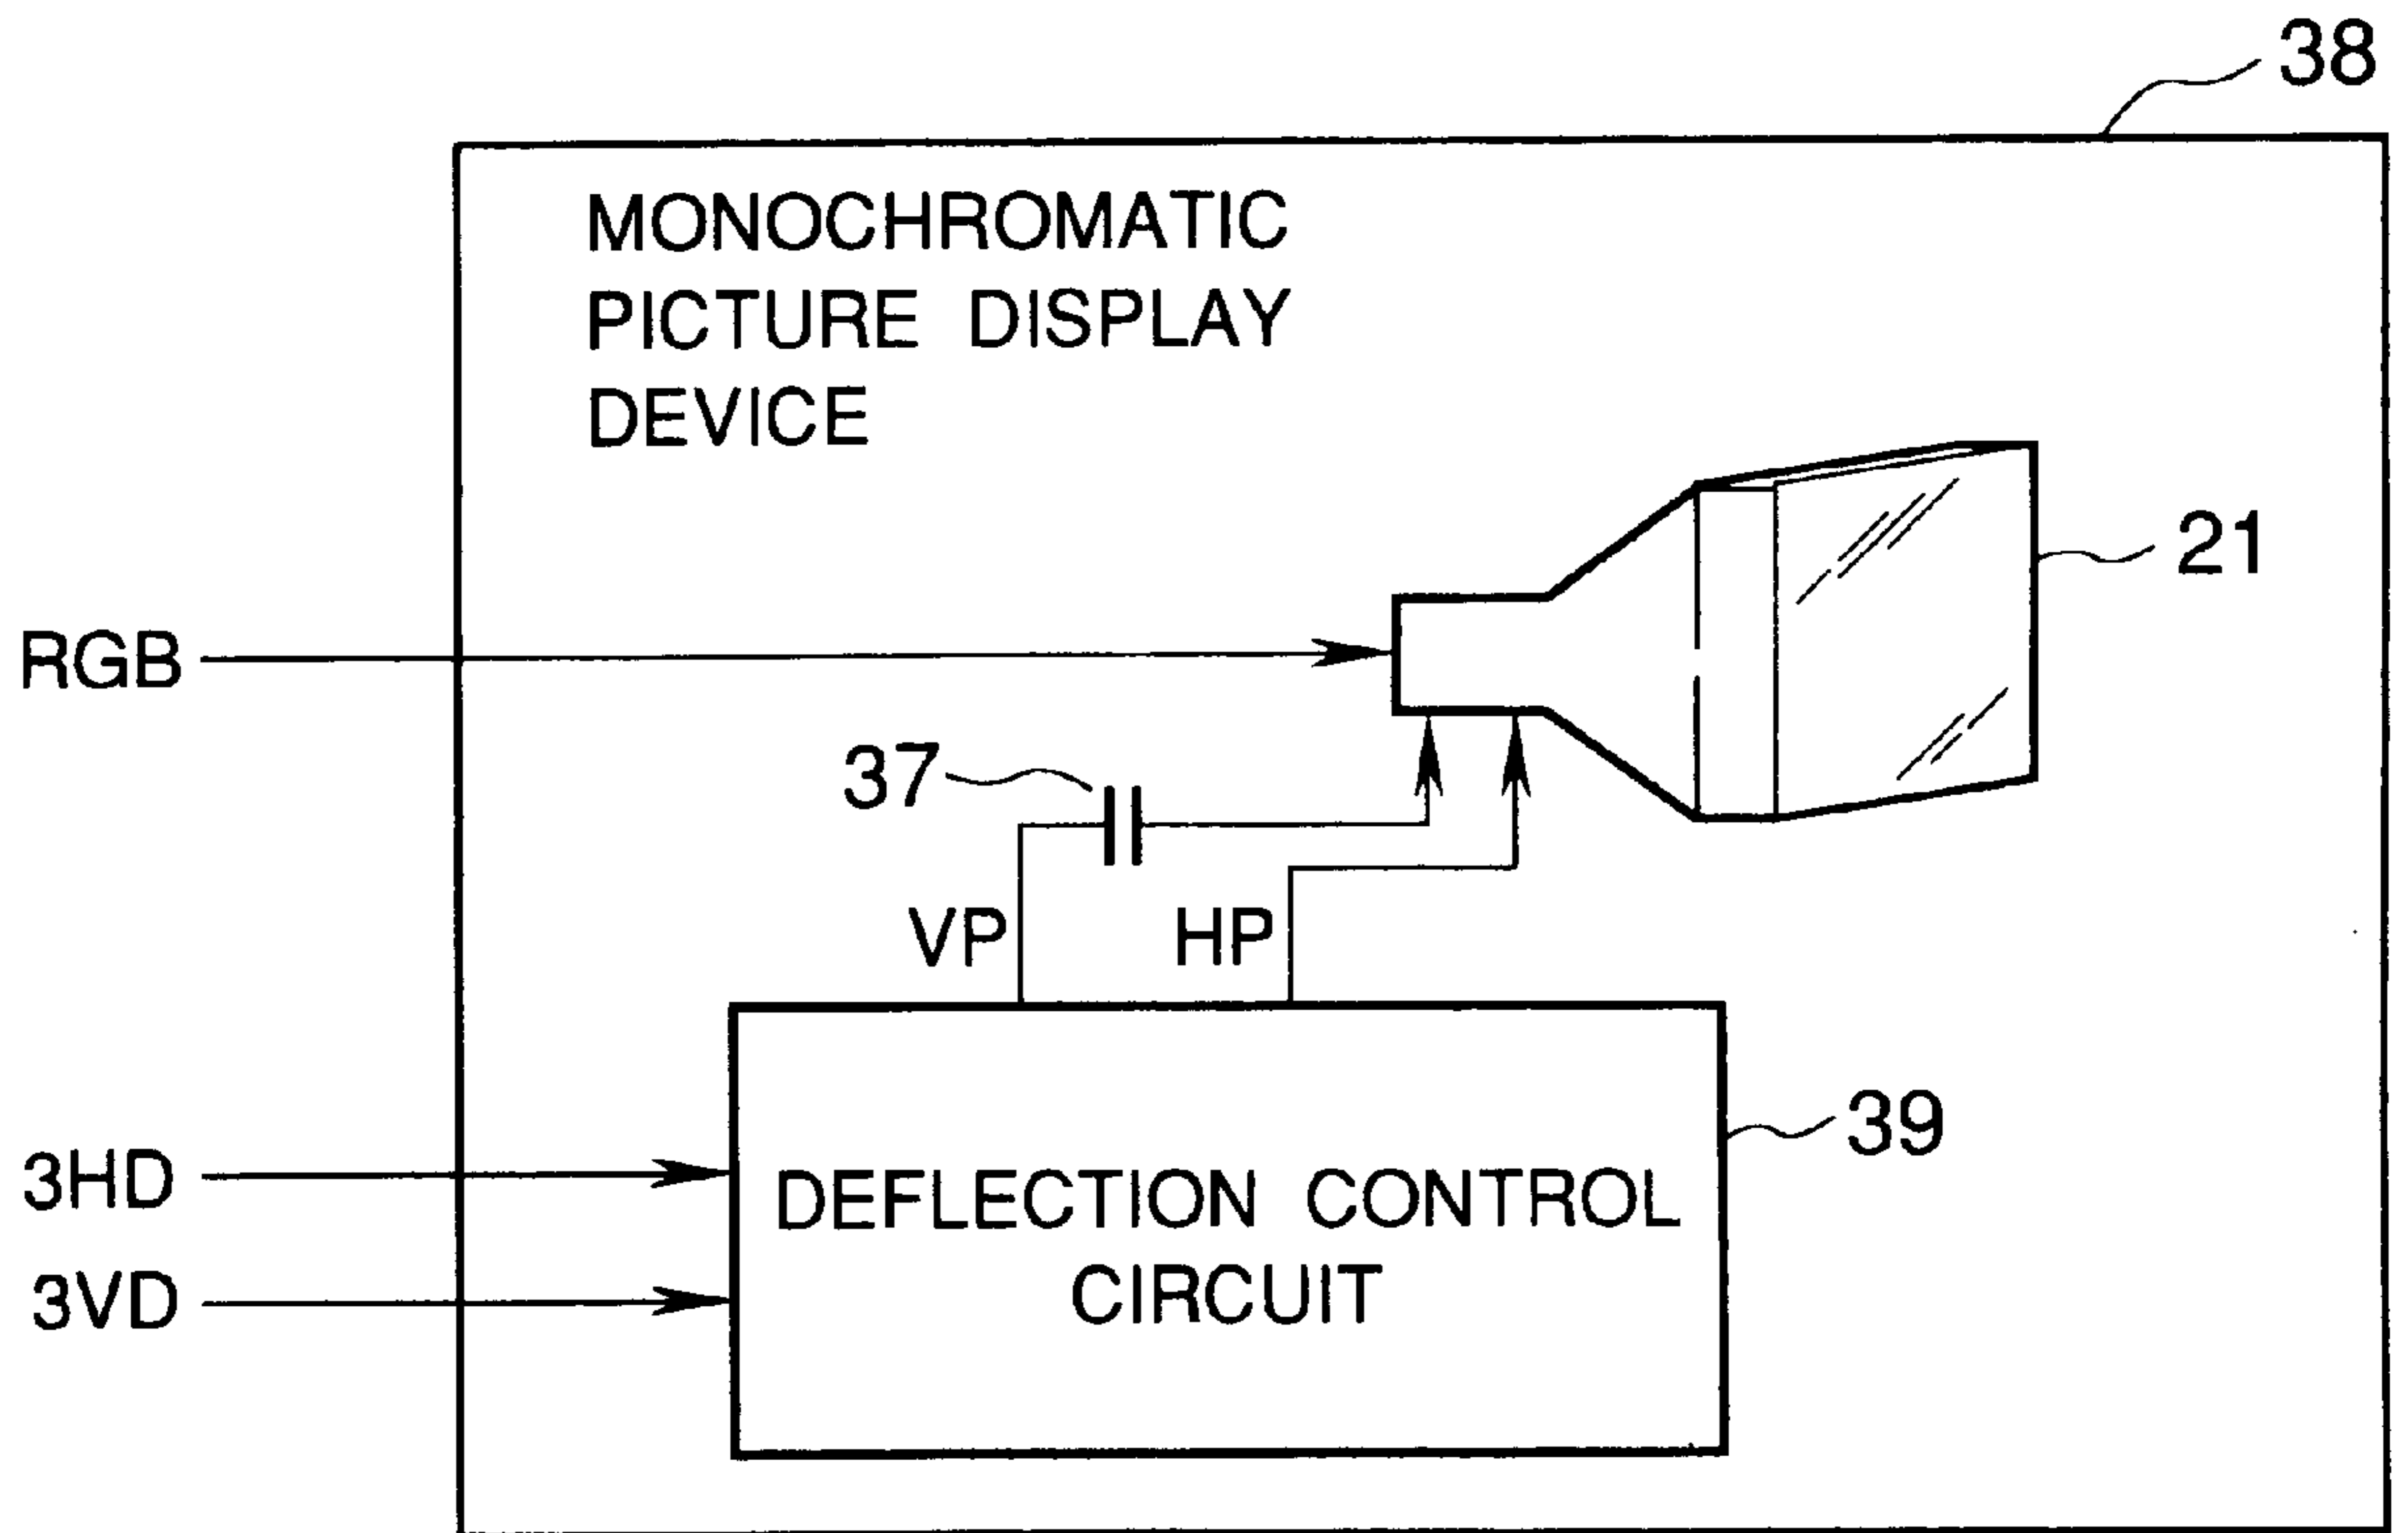 38
MONOCHROMATIC
PICTURE DISPLAY
DEVICE
21
RGB
37
VP
HP
39
3HD
DEFLECTION CONTROL
3VD
CIRCUIT